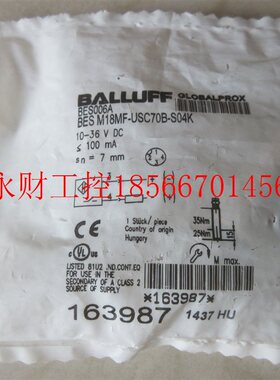 BALLUFF GLOBALPROX
BES006A
BES M18MF-USC70B-S04K
10-36 V DC
≤ 100 mA
sn = 7 mm
永财工控18566701456
1 Stück/ piece
Country of origin
Hungary
35Nm
25Nm
LISTED 81U2 .IND.CONT.EQ
FOR USE IN THE
SECONDARY OF A CLASS 2
SOURCE OF SUPPLY
M max.
*163987*
163987 1437 HU